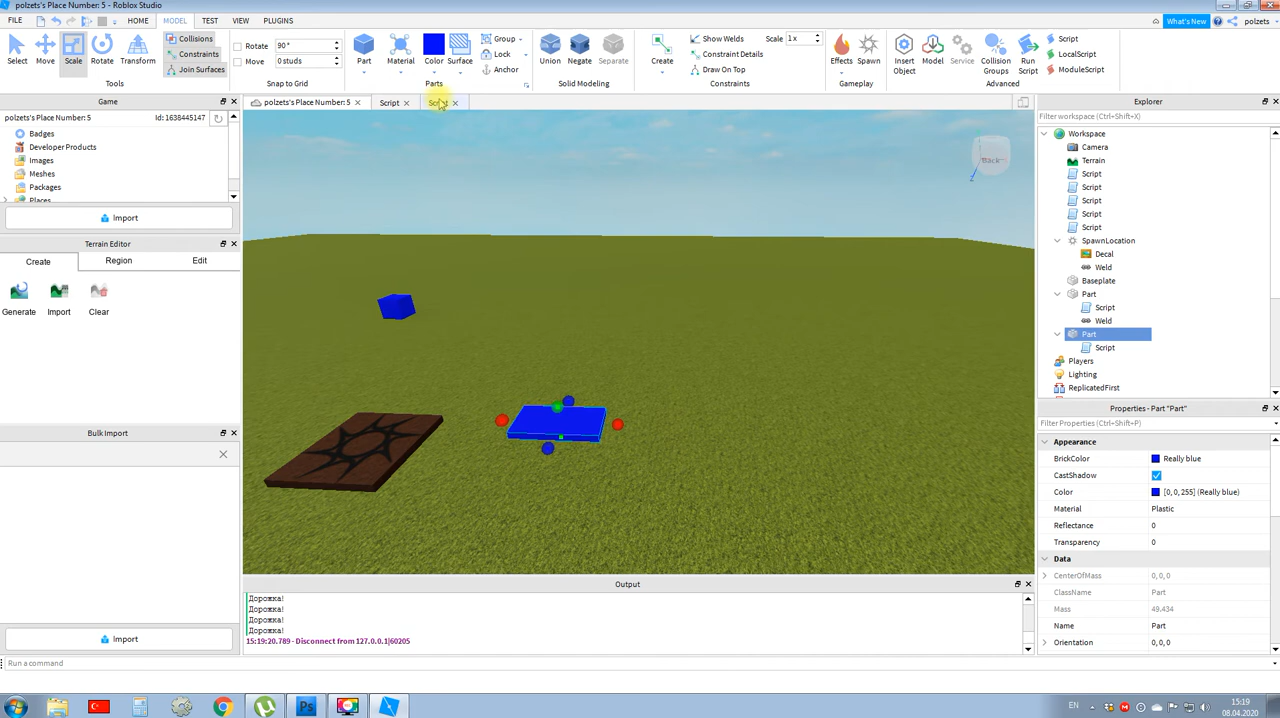 polzets's Place Number: 5 - Roblox Studio
FILE HOME MODEL TEST VIEW PLUGINS What's New polzets
Select Move Scale Rotate Transform
Collisions
Constraints
Join Surfaces
Tools
Rotate 90°
Move 0 studs
Snap to Grid
Part Material Color Surface
Group
Lock
Anchor
Parts
Union Negate Separate
Solid Modeling
Create
Show Welds Scale 1 x
Constraint Details
Draw On Top
Constraints
Effects Spawn
Gameplay
Insert Object Model Service Collision Groups Run Script
Script
LocalScript
ModuleScript
Advanced
Game
polzets's Place Number: 5 Id: 1638445147
Badges
Developer Products
Images
Meshes
Packages
Places
Import
Terrain Editor
Create Region Edit
Generate Import Clear
Bulk Import
Import
polzets's Place Number: 5 Script
Back
Z
Output
Дорожка!
Дорожка!
Дорожка!
Дорожка!
15:19:20.789 - Disconnect from 127.0.0.1|60205
Run a command
Explorer
Filter workspace (Ctrl+Shift+X)
Workspace
Camera
Terrain
Script
Script
Script
Script
Script
SpawnLocation
Decal
Weld
Baseplate
Part
Script
Weld
Part
Script
Players
Lighting
ReplicatedFirst
Properties - Part "Part"
Filter Properties (Ctrl+Shift+P)
Appearance
BrickColor Really blue
CastShadow
Color [0, 0, 255] (Really blue)
Material Plastic
Reflectance 0
Transparency 0
Data
CenterOfMass 0, 0, 0
ClassName Part
Mass 49.434
Name Part
Orientation 0, 0, 0
Ps
EN
15:19
08.04.2020